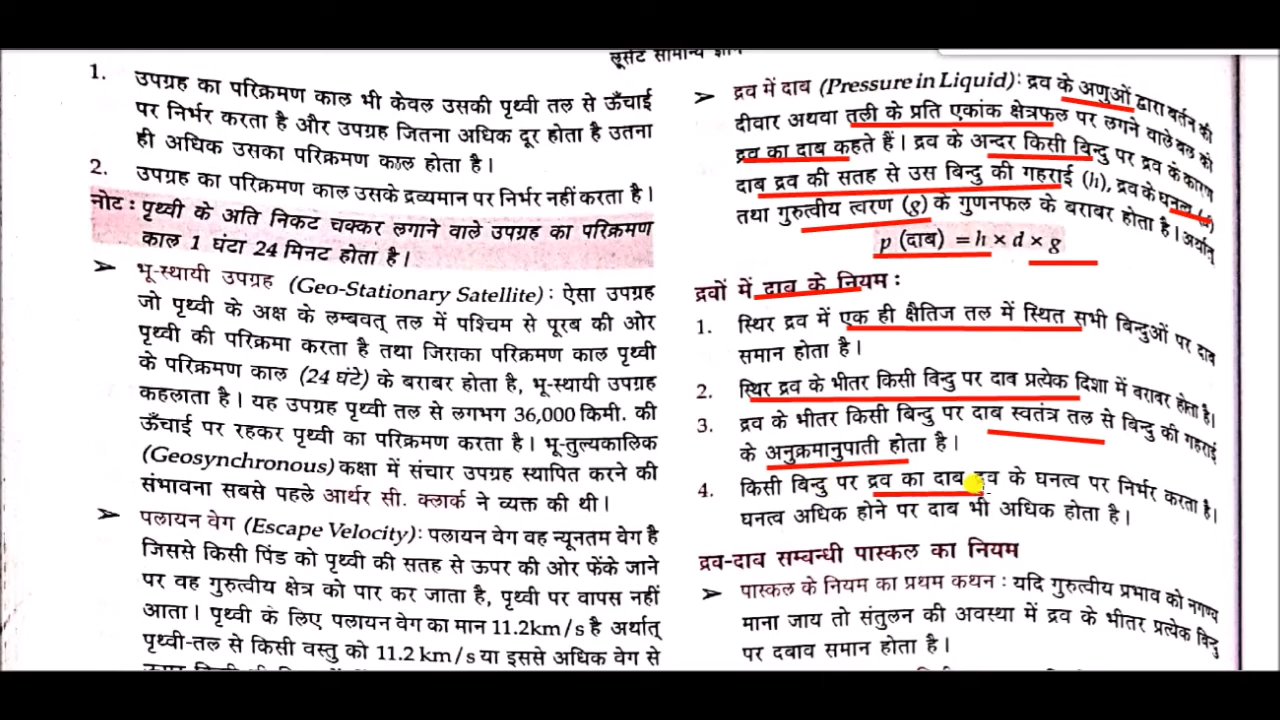 लूसेंट सामान्य ज्ञान
1. उपग्रह का परिक्रमण काल भी केवल उसकी पृथ्वी तल से ऊँचाई
पर निर्भर करता है और उपग्रह जितना अधिक दूर होता है उतना
ही अधिक उसका परिक्रमण काल होता है।
2. उपग्रह का परिक्रमण काल उसके द्रव्यमान पर निर्भर नहीं करता है।
नोट : पृथ्वी के अति निकट चक्कर लगाने वाले उपग्रह का परिक्रमण
काल 1 घंटा 24 मिनट होता है।
➢ भू-स्थायी उपग्रह (Geo-Stationary Satellite) : ऐसा उपग्रह
जो पृथ्वी के अक्ष के लम्बवत् तल में पश्चिम से पूरब की ओर
पृथ्वी की परिक्रमा करता है तथा जिसका परिक्रमण काल पृथ्वी
के परिक्रमण काल (24 घंटे) के बराबर होता है, भू-स्थायी उपग्रह
कहलाता है। यह उपग्रह पृथ्वी तल से लगभग 36,000 किमी. की
ऊँचाई पर रहकर पृथ्वी का परिक्रमण करता है। भू-तुल्यकालिक
(Geosynchronous) कक्षा में संचार उपग्रह स्थापित करने की
संभावना सबसे पहले आर्थर सी. क्लार्क ने व्यक्त की थी।
➢ पलायन वेग (Escape Velocity) : पलायन वेग वह न्यूनतम वेग है
जिससे किसी पिंड को पृथ्वी की सतह से ऊपर की ओर फेंके जाने
पर वह गुरुत्वीय क्षेत्र को पार कर जाता है, पृथ्वी पर वापस नहीं
आता। पृथ्वी के लिए पलायन वेग का मान 11.2km/s है अर्थात्
पृथ्वी-तल से किसी वस्तु को 11.2 km/s या इससे अधिक वेग से
➢ द्रव में दाब (Pressure in Liquid) : द्रव के अणुओं द्वारा बर्तन की
दीवार अथवा तली के प्रति एकांक क्षेत्रफल पर लगने वाले बल को
द्रव का दाब कहते हैं। द्रव के अन्दर किसी बिन्दु पर द्रव के कारण
दाब द्रव की सतह से उस बिन्दु की गहराई (h), द्रव के घनत्व (d)
तथा गुरुत्वीय त्वरण (g) के गुणनफल के बराबर होता है। अर्थात्
p (दाब) = h × d × g
द्रवों में दाब के नियम :
1. स्थिर द्रव में एक ही क्षैतिज तल में स्थित सभी बिन्दुओं पर दाब
समान होता है।
2. स्थिर द्रव के भीतर किसी बिन्दु पर दाब प्रत्येक दिशा में बराबर होता है।
3. द्रव के भीतर किसी बिन्दु पर दाब स्वतंत्र तल से बिन्दु की गहराई
के अनुक्रमानुपाती होता है।
4. किसी बिन्दु पर द्रव का दाब द्रव के घनत्व पर निर्भर करता है।
घनत्व अधिक होने पर दाब भी अधिक होता है।
द्रव-दाब सम्बन्धी पास्कल का नियम
➢ पास्कल के नियम का प्रथम कथन : यदि गुरुत्वीय प्रभाव को नगण्य
माना जाय तो संतुलन की अवस्था में द्रव के भीतर प्रत्येक बिन्दु
पर दबाव समान होता है।